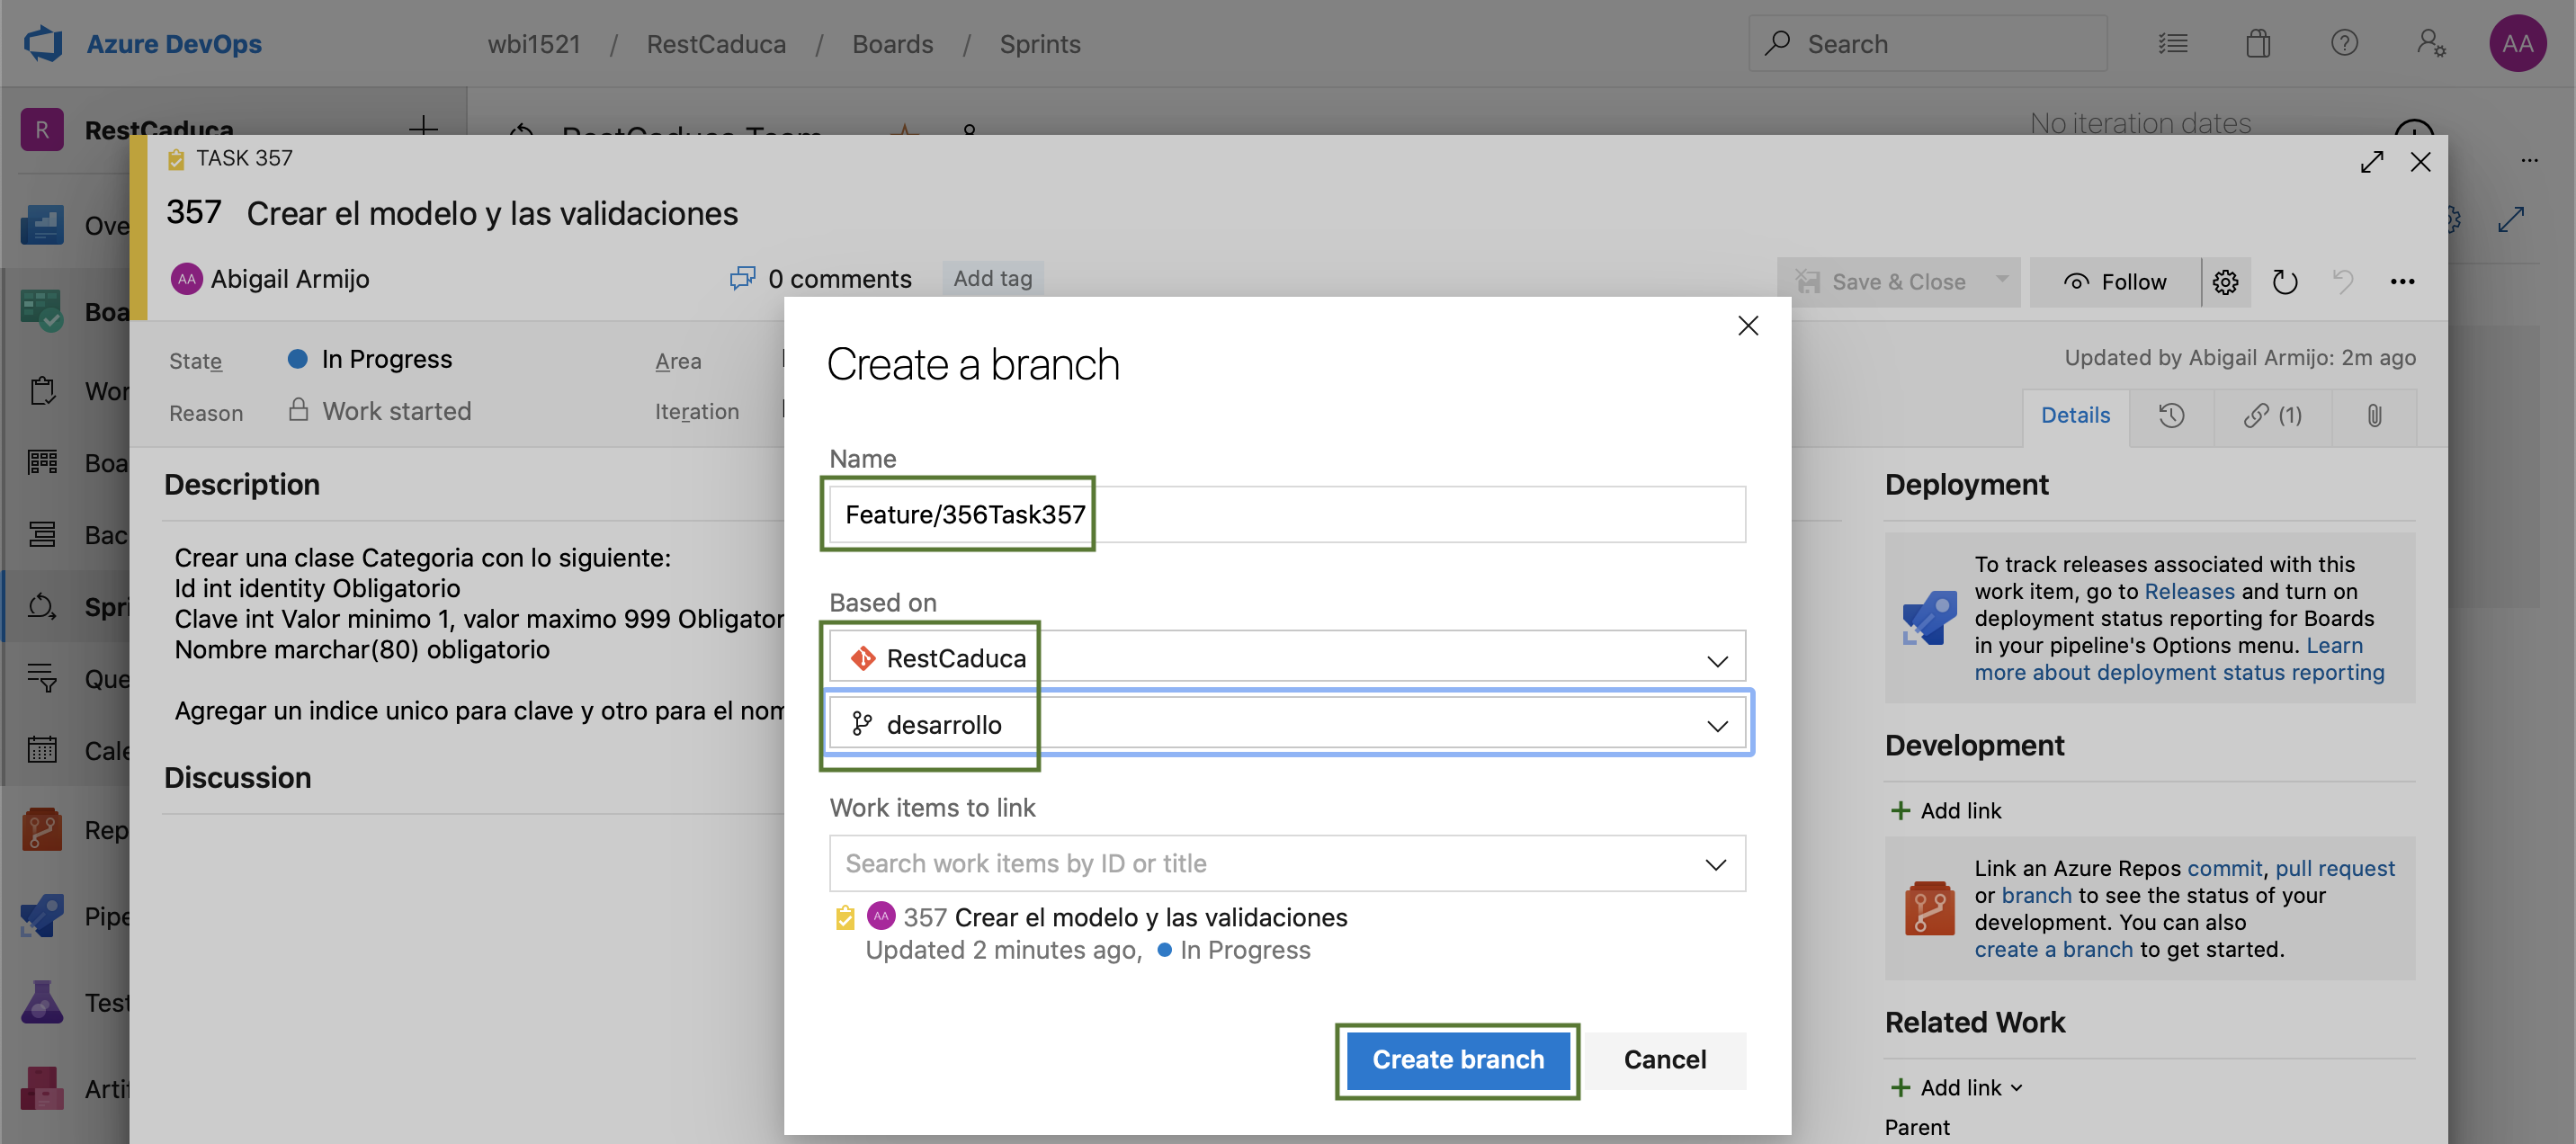 Azure DevOps
wbi1521 / RestCaduca / Boards / Sprints
Search
AA
R
RestCaduca
RestCaduca Team
No iteration dates
TASK 357
357 Crear el modelo y las validaciones
AA Abigail Armijo
0 comments
Add tag
Save & Close
Follow
State
In Progress
Area
Reason
Work started
Iteration
Updated by Abigail Armijo: 2m ago
Details
(1)
Description
Crear una clase Categoria con lo siguiente:
Id int identity Obligatorio
Clave int Valor minimo 1, valor maximo 999 Obligator
Nombre marchar(80) obligatorio
Agregar un indice unico para clave y otro para el nom
Discussion
Ove
Boa
Wor
Boa
Bac
Spri
Que
Cale
Rep
Pipe
Test
Artif
Create a branch
Name
Feature/356Task357
Based on
RestCaduca
desarrollo
Work items to link
Search work items by ID or title
AA 357 Crear el modelo y las validaciones
Updated 2 minutes ago, In Progress
Create branch
Cancel
Deployment
To track releases associated with this
work item, go to Releases and turn on
deployment status reporting for Boards
in your pipeline's Options menu. Learn
more about deployment status reporting
Development
+ Add link
Link an Azure Repos commit, pull request
or branch to see the status of your
development. You can also
create a branch to get started.
Related Work
+ Add link
Parent